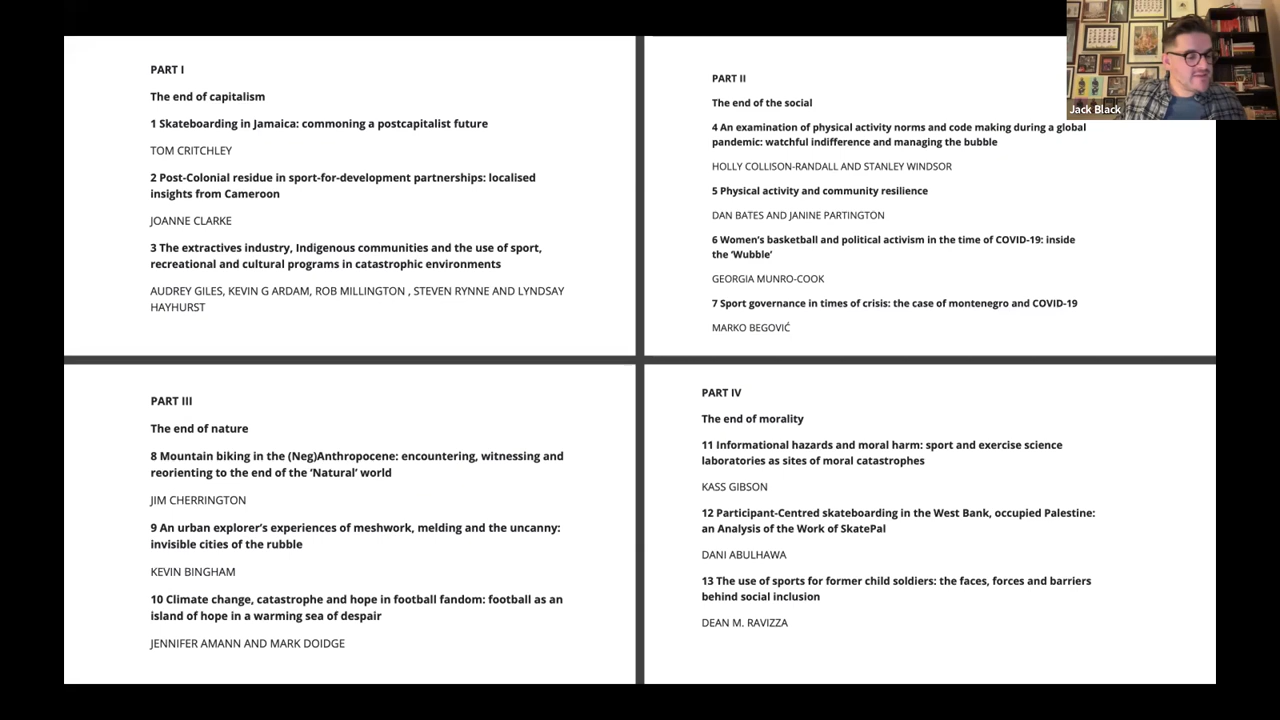 PART I
The end of capitalism
1 Skateboarding in Jamaica: commoning a postcapitalist future
TOM CRITCHLEY
2 Post-Colonial residue in sport-for-development partnerships: localised
insights from Cameroon
JOANNE CLARKE
3 The extractives industry, Indigenous communities and the use of sport,
recreational and cultural programs in catastrophic environments
AUDREY GILES, KEVIN G ARDAM, ROB MILLINGTON , STEVEN RYNNE AND LYNDSAY
HAYHURST
PART II
The end of the social
4 An examination of physical activity norms and code making during a global
pandemic: watchful indifference and managing the bubble
HOLLY COLLISON-RANDALL AND STANLEY WINDSOR
5 Physical activity and community resilience
DAN BATES AND JANINE PARTINGTON
6 Women's basketball and political activism in the time of COVID-19: inside
the ‘Wubble’
GEORGIA MUNRO-COOK
7 Sport governance in times of crisis: the case of montenegro and COVID-19
MARKO BEGOVIĆ
PART III
The end of nature
8 Mountain biking in the (Neg)Anthropocene: encountering, witnessing and
reorienting to the end of the ‘Natural’ world
JIM CHERRINGTON
9 An urban explorer’s experiences of meshwork, melding and the uncanny:
invisible cities of the rubble
KEVIN BINGHAM
10 Climate change, catastrophe and hope in football fandom: football as an
island of hope in a warming sea of despair
JENNIFER AMANN AND MARK DOIDGE
PART IV
The end of morality
11 Informational hazards and moral harm: sport and exercise science
laboratories as sites of moral catastrophes
KASS GIBSON
12 Participant-Centred skateboarding in the West Bank, occupied Palestine:
an Analysis of the Work of SkatePal
DANI ABULHAWA
13 The use of sports for former child soldiers: the faces, forces and barriers
behind social inclusion
DEAN M. RAVIZZA
Jack Black